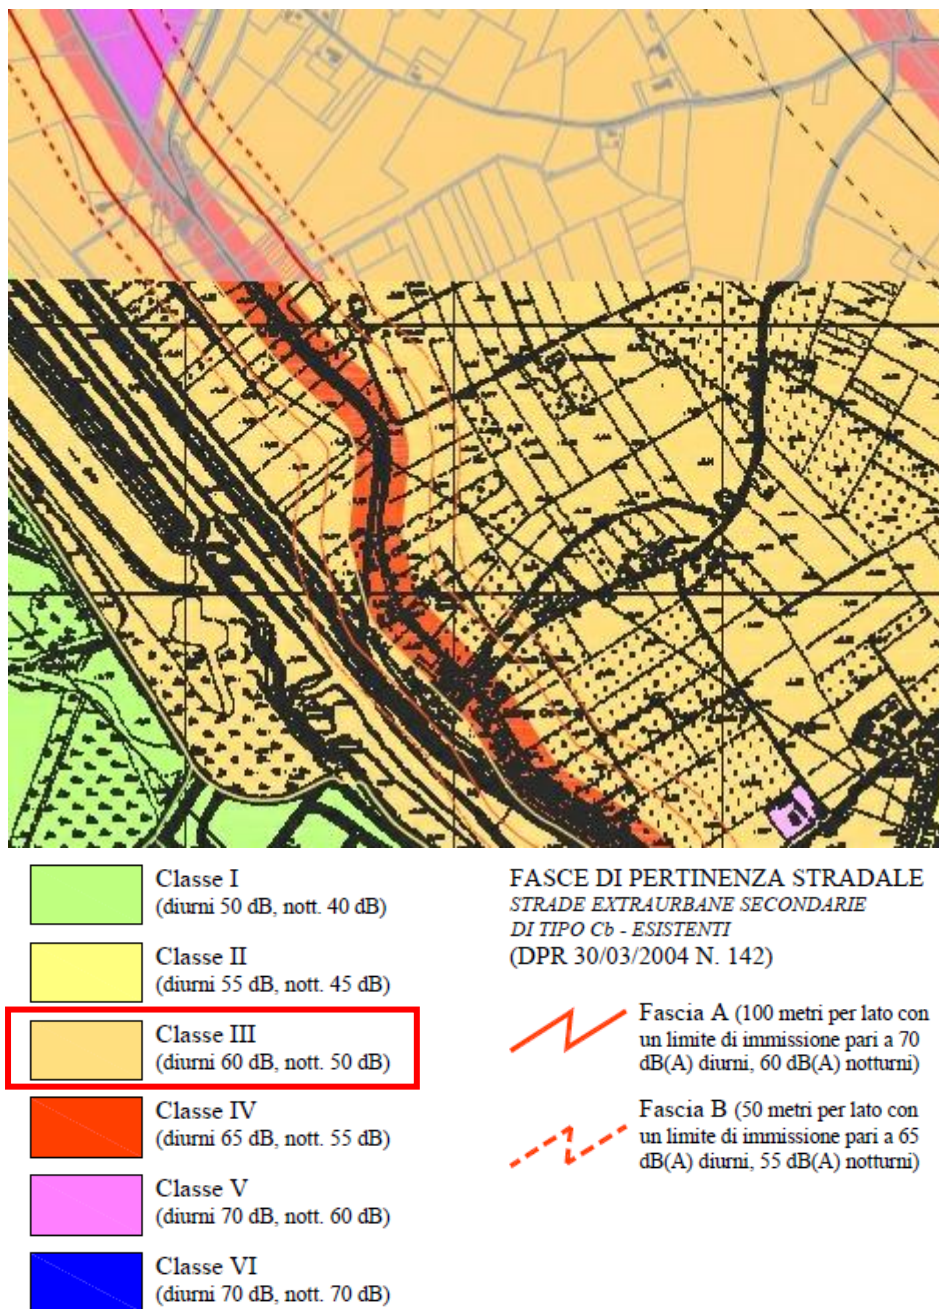 Classe I
(diurni 50 dB, nott. 40 dB)
Classe II
(diurni 55 dB, nott. 45 dB)
Classe III
(diurni 60 dB, nott. 50 dB)
Classe IV
(diurni 65 dB, nott. 55 dB)
Classe V
(diurni 70 dB, nott. 60 dB)
Classe VI
(diurni 70 dB, nott. 70 dB)
FASCE DI PERTINENZA STRADALE
STRADE EXTRAURBANE SECONDARIE
DI TIPO Cb - ESISTENTI
(DPR 30/03/2004 N. 142)
Fascia A (100 metri per lato con
un limite di immissione pari a 70
dB(A) diurni, 60 dB(A) notturni)
Fascia B (50 metri per lato con
un limite di immissione pari a 65
dB(A) diurni, 55 dB(A) notturni)